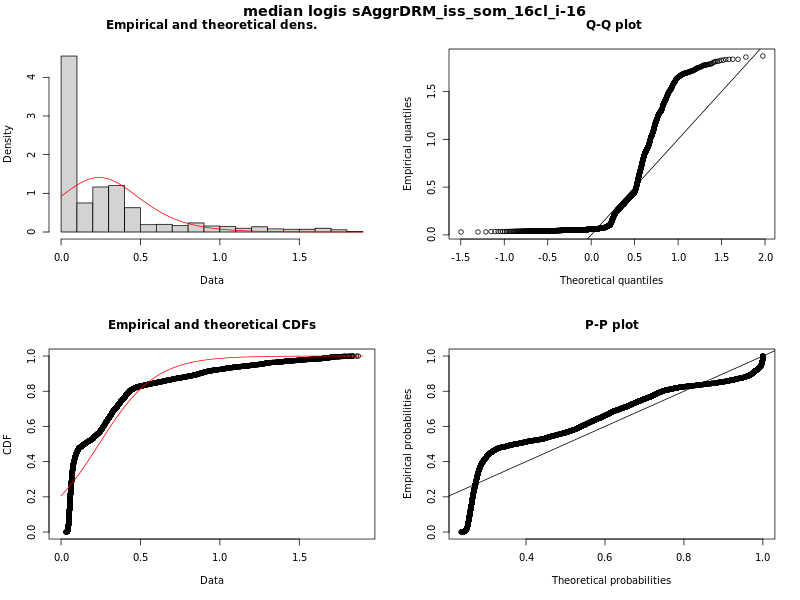 median logis sAggrDRM_iss_som_16cl_i-16
Empirical and theoretical dens.
Density
0 1 2 3 4
0.0 0.5 1.0 1.5
Data
Q-Q plot
Empirical quantiles
0.0 0.5 1.0 1.5
-1.5 -1.0 -0.5 0.0 0.5 1.0 1.5 2.0
Theoretical quantiles
Empirical and theoretical CDFs
CDF
0.0 0.2 0.4 0.6 0.8 1.0
0.0 0.5 1.0 1.5
Data
P-P plot
Empirical probabilities
0.0 0.2 0.4 0.6 0.8 1.0
0.4 0.6 0.8 1.0
Theoretical probabilities